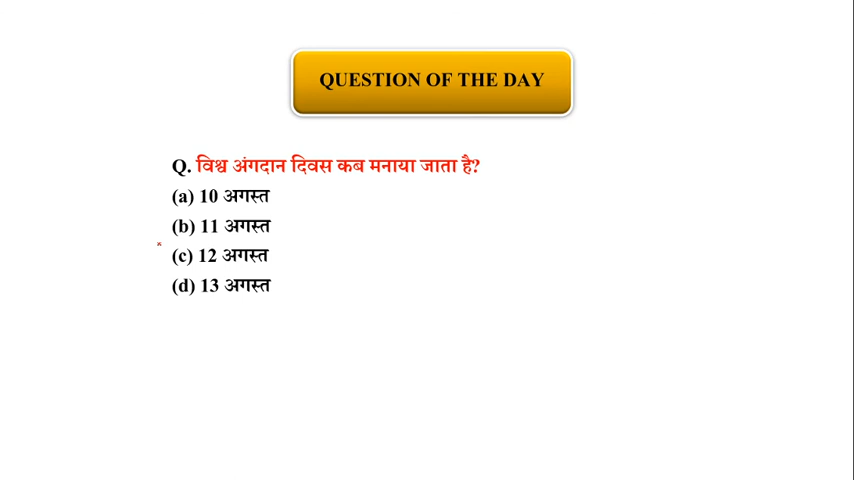 QUESTION OF THE DAY
Q. विश्व अंगदान दिवस कब मनाया जाता है?
(a) 10 अगस्त
(b) 11 अगस्त
(c) 12 अगस्त
(d) 13 अगस्त